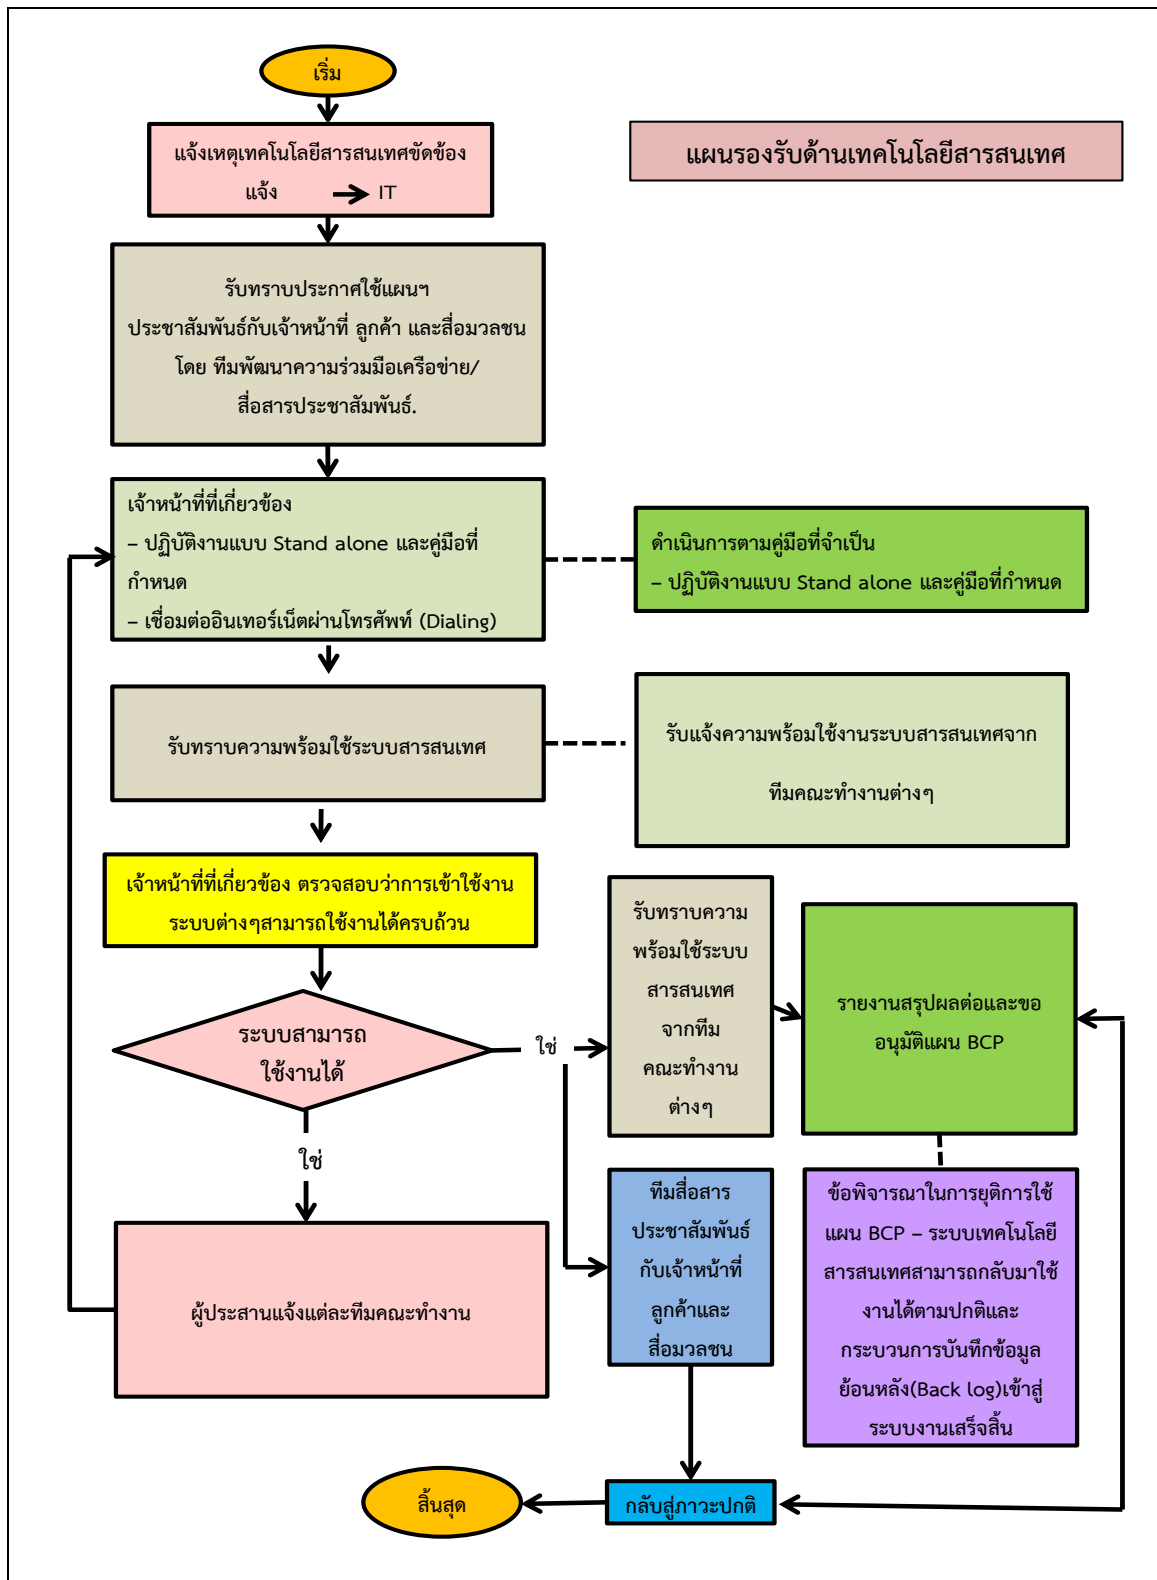 เริ่ม
แจ้งเหตุเทคโนโลยีสารสนเทศขัดข้อง
แจ้ง IT
แผนรองรับด้านเทคโนโลยีสารสนเทศ
รับทราบประกาศใช้แผนฯ
ประชาสัมพันธ์กับเจ้าหน้าที่ ลูกค้า และสื่อมวลชน
โดย ทีมพัฒนาความร่วมมือเครือข่าย/
สื่อสารประชาสัมพันธ์.
เจ้าหน้าที่ที่เกี่ยวข้อง
– ปฏิบัติงานแบบ Stand alone และคู่มือที่
กำหนด
– เชื่อมต่ออินเทอร์เน็ตผ่านโทรศัพท์ (Dialing)
ดำเนินการตามคู่มือที่จำเป็น
– ปฏิบัติงานแบบ Stand alone และคู่มือที่กำหนด
รับทราบความพร้อมใช้ระบบสารสนเทศ
รับแจ้งความพร้อมใช้งานระบบสารสนเทศจาก
ทีมคณะทำงานต่างๆ
เจ้าหน้าที่ที่เกี่ยวข้อง ตรวจสอบว่าการเข้าใช้งาน
ระบบต่างๆสามารถใช้งานได้ครบถ้วน
ระบบสามารถ
ใช้งานได้
ใช่
รับทราบความ
พร้อมใช้ระบบ
สารสนเทศ
จากทีม
คณะทำงาน
ต่างๆ
รายงานสรุปผลต่อและขอ
อนุมัติแผน BCP
ใช่
ผู้ประสานแจ้งแต่ละทีมคณะทำงาน
ทีมสื่อสาร
ประชาสัมพันธ์
กับเจ้าหน้าที่
ลูกค้าและ
สื่อมวลชน
ข้อพิจารณาในการยุติการใช้
แผน BCP – ระบบเทคโนโลยี
สารสนเทศสามารถกลับมาใช้
งานได้ตามปกติและ
กระบวนการบันทึกข้อมูล
ย้อนหลัง(Back log)เข้าสู่
ระบบงานเสร็จสิ้น
กลับสู่ภาวะปกติ
สิ้นสุด